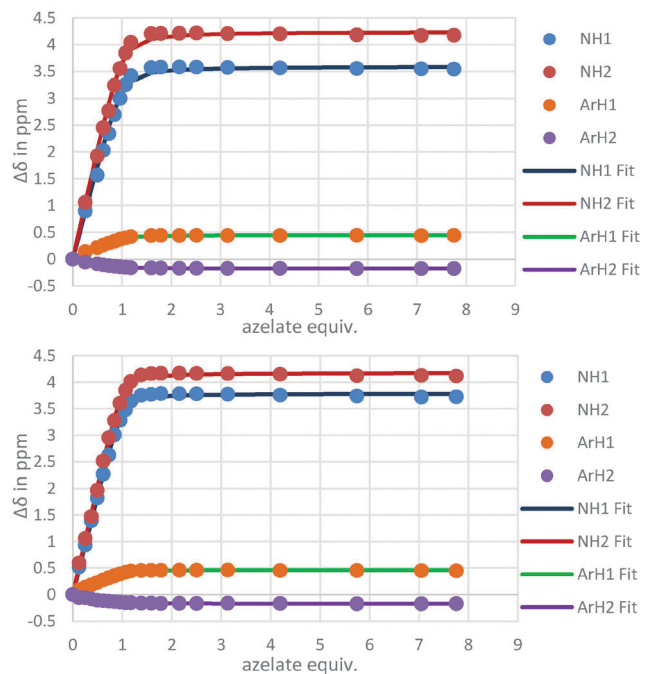 4.5
4
3.5
3
2.5
2
1.5
1
0.5
0
-0.5
Δδ in ppm
0 1 2 3 4 5 6 7 8 9
azelate equiv.
NH1
NH2
ArH1
ArH2
NH1 Fit
NH2 Fit
ArH1 Fit
ArH2 Fit
4.5
4
3.5
3
2.5
2
1.5
1
0.5
0
-0.5
Δδ in ppm
0 1 2 3 4 5 6 7 8 9
azelate equiv.
NH1
NH2
ArH1
ArH2
NH1 Fit
NH2 Fit
ArH1 Fit
ArH2 Fit